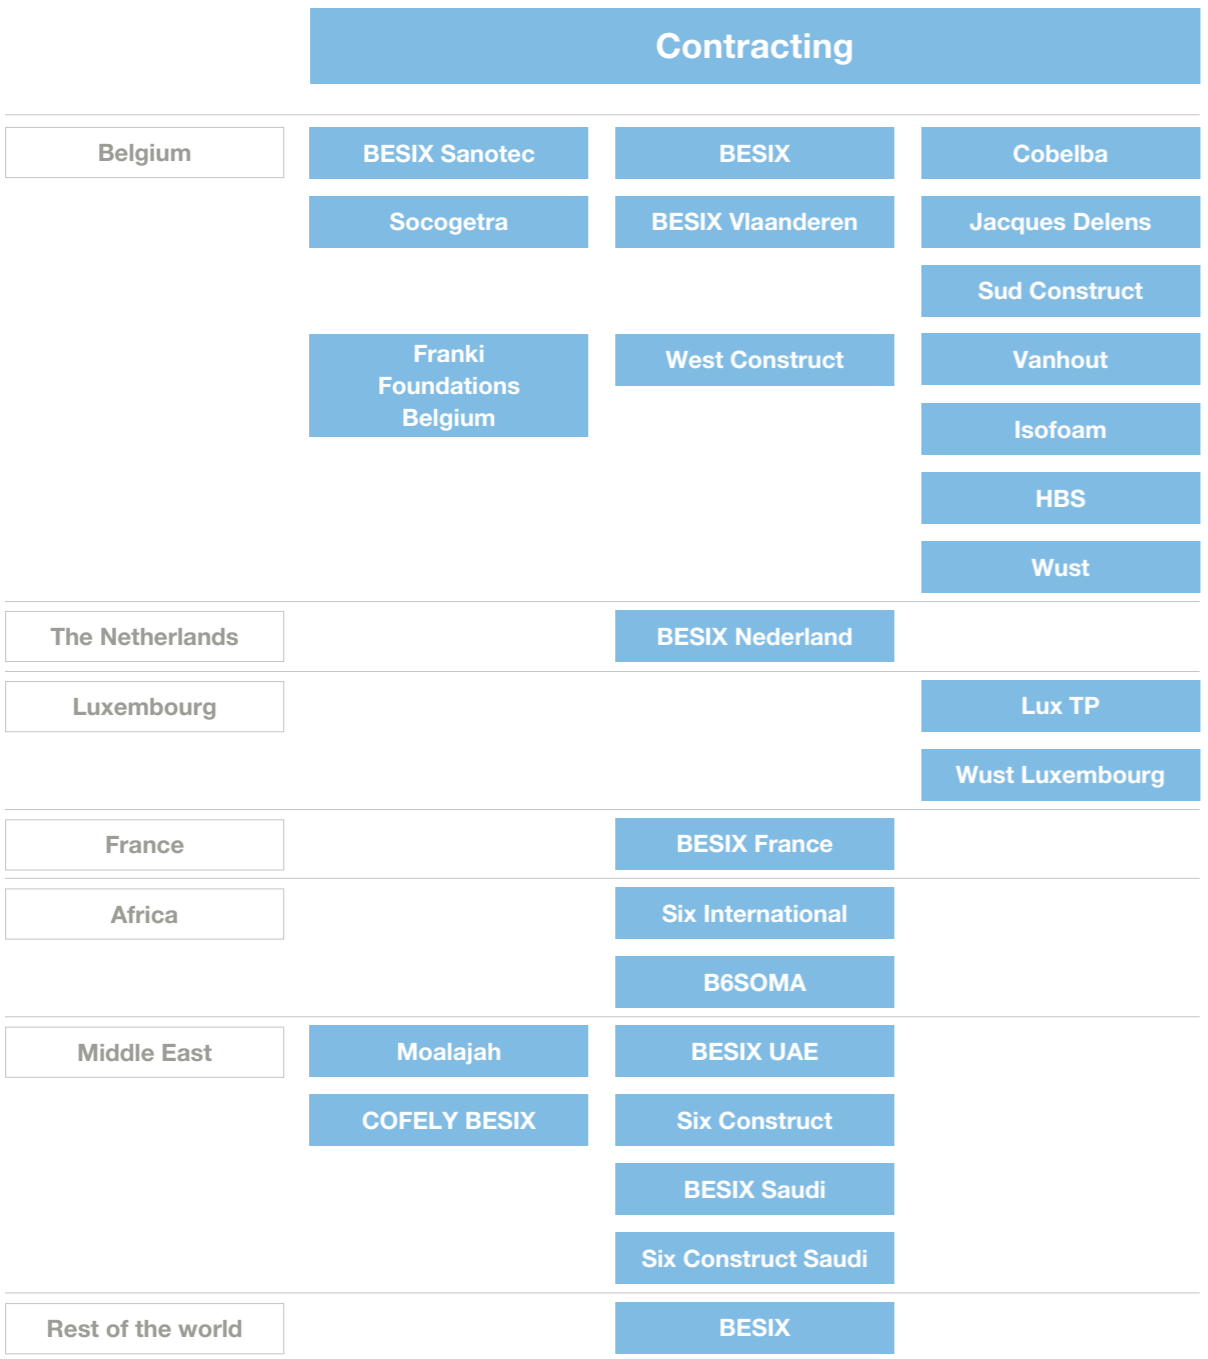 Contracting
Belgium
BESIX Sanotec
BESIX
Cobelba
Socogetra
BESIX Vlaanderen
Jacques Delens
Sud Construct
Franki
Foundations
Belgium
West Construct
Vanhout
Isofoam
HBS
Wust
The Netherlands
BESIX Nederland
Luxembourg
Lux TP
Wust Luxembourg
France
BESIX France
Africa
Six International
B6SOMA
Middle East
Moalajah
BESIX UAE
COFELY BESIX
Six Construct
BESIX Saudi
Six Construct Saudi
Rest of the world
BESIX